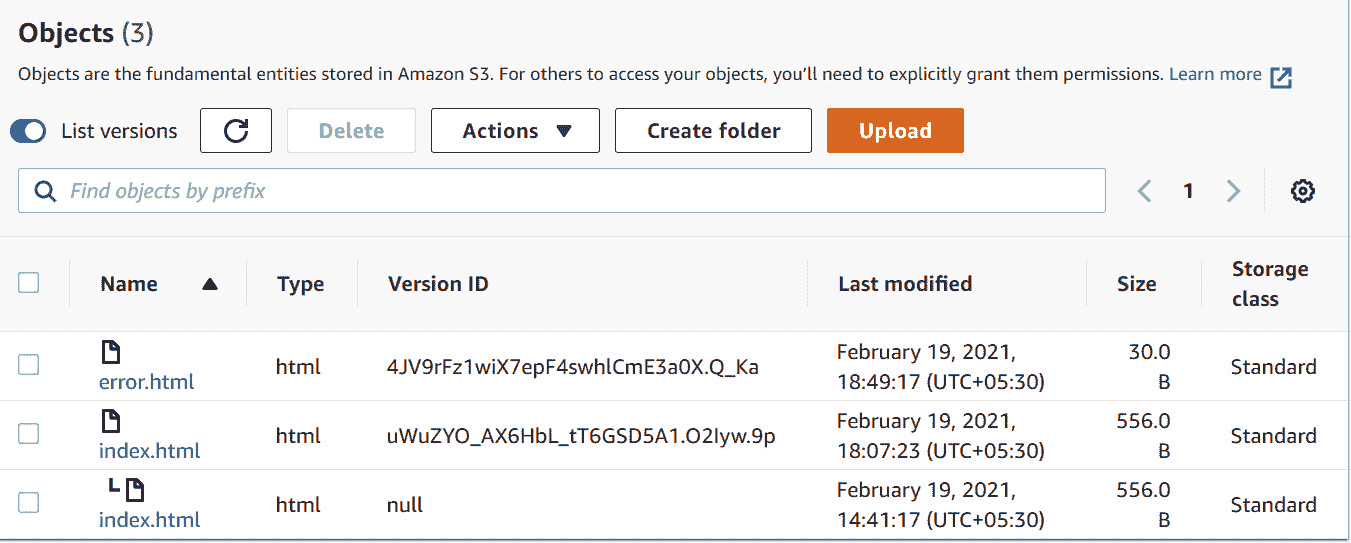 Objects (3)
Objects are the fundamental entities stored in Amazon S3. For others to access your objects, you’ll need to explicitly grant them permissions. Learn more
List versions Delete Actions Create folder Upload
Find objects by prefix 1
Name Type Version ID Last modified Size Storage class
error.html html 4JV9rFz1wiX7epF4swhlCmE3a0X.Q_Ka February 19, 2021, 18:49:17 (UTC+05:30) 30.0 B Standard
index.html html uWuZYO_AX6HbL_tT6GSD5A1.O2Iyw.9p February 19, 2021, 18:07:23 (UTC+05:30) 556.0 B Standard
index.html html null February 19, 2021, 14:41:17 (UTC+05:30) 556.0 B Standard